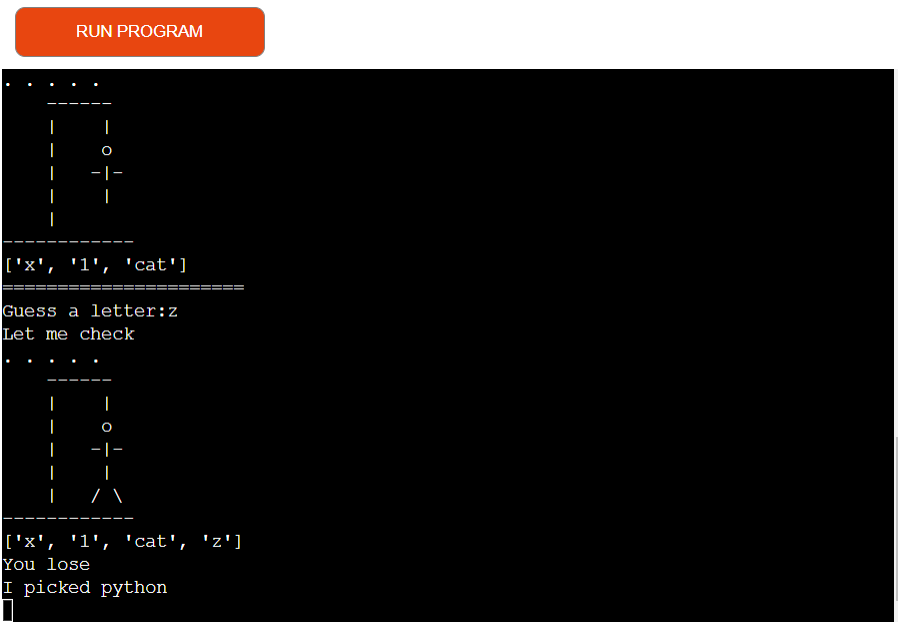 RUN PROGRAM
. . . . .
    ------
    |    |
    |    o
    |   -|-
    |    |
    |
------------
['x', '1', 'cat']
======================
Guess a letter:z
Let me check
. . . . .
    ------
    |    |
    |    o
    |   -|-
    |    |
    |   / \
------------
['x', '1', 'cat', 'z']
You lose
I picked python